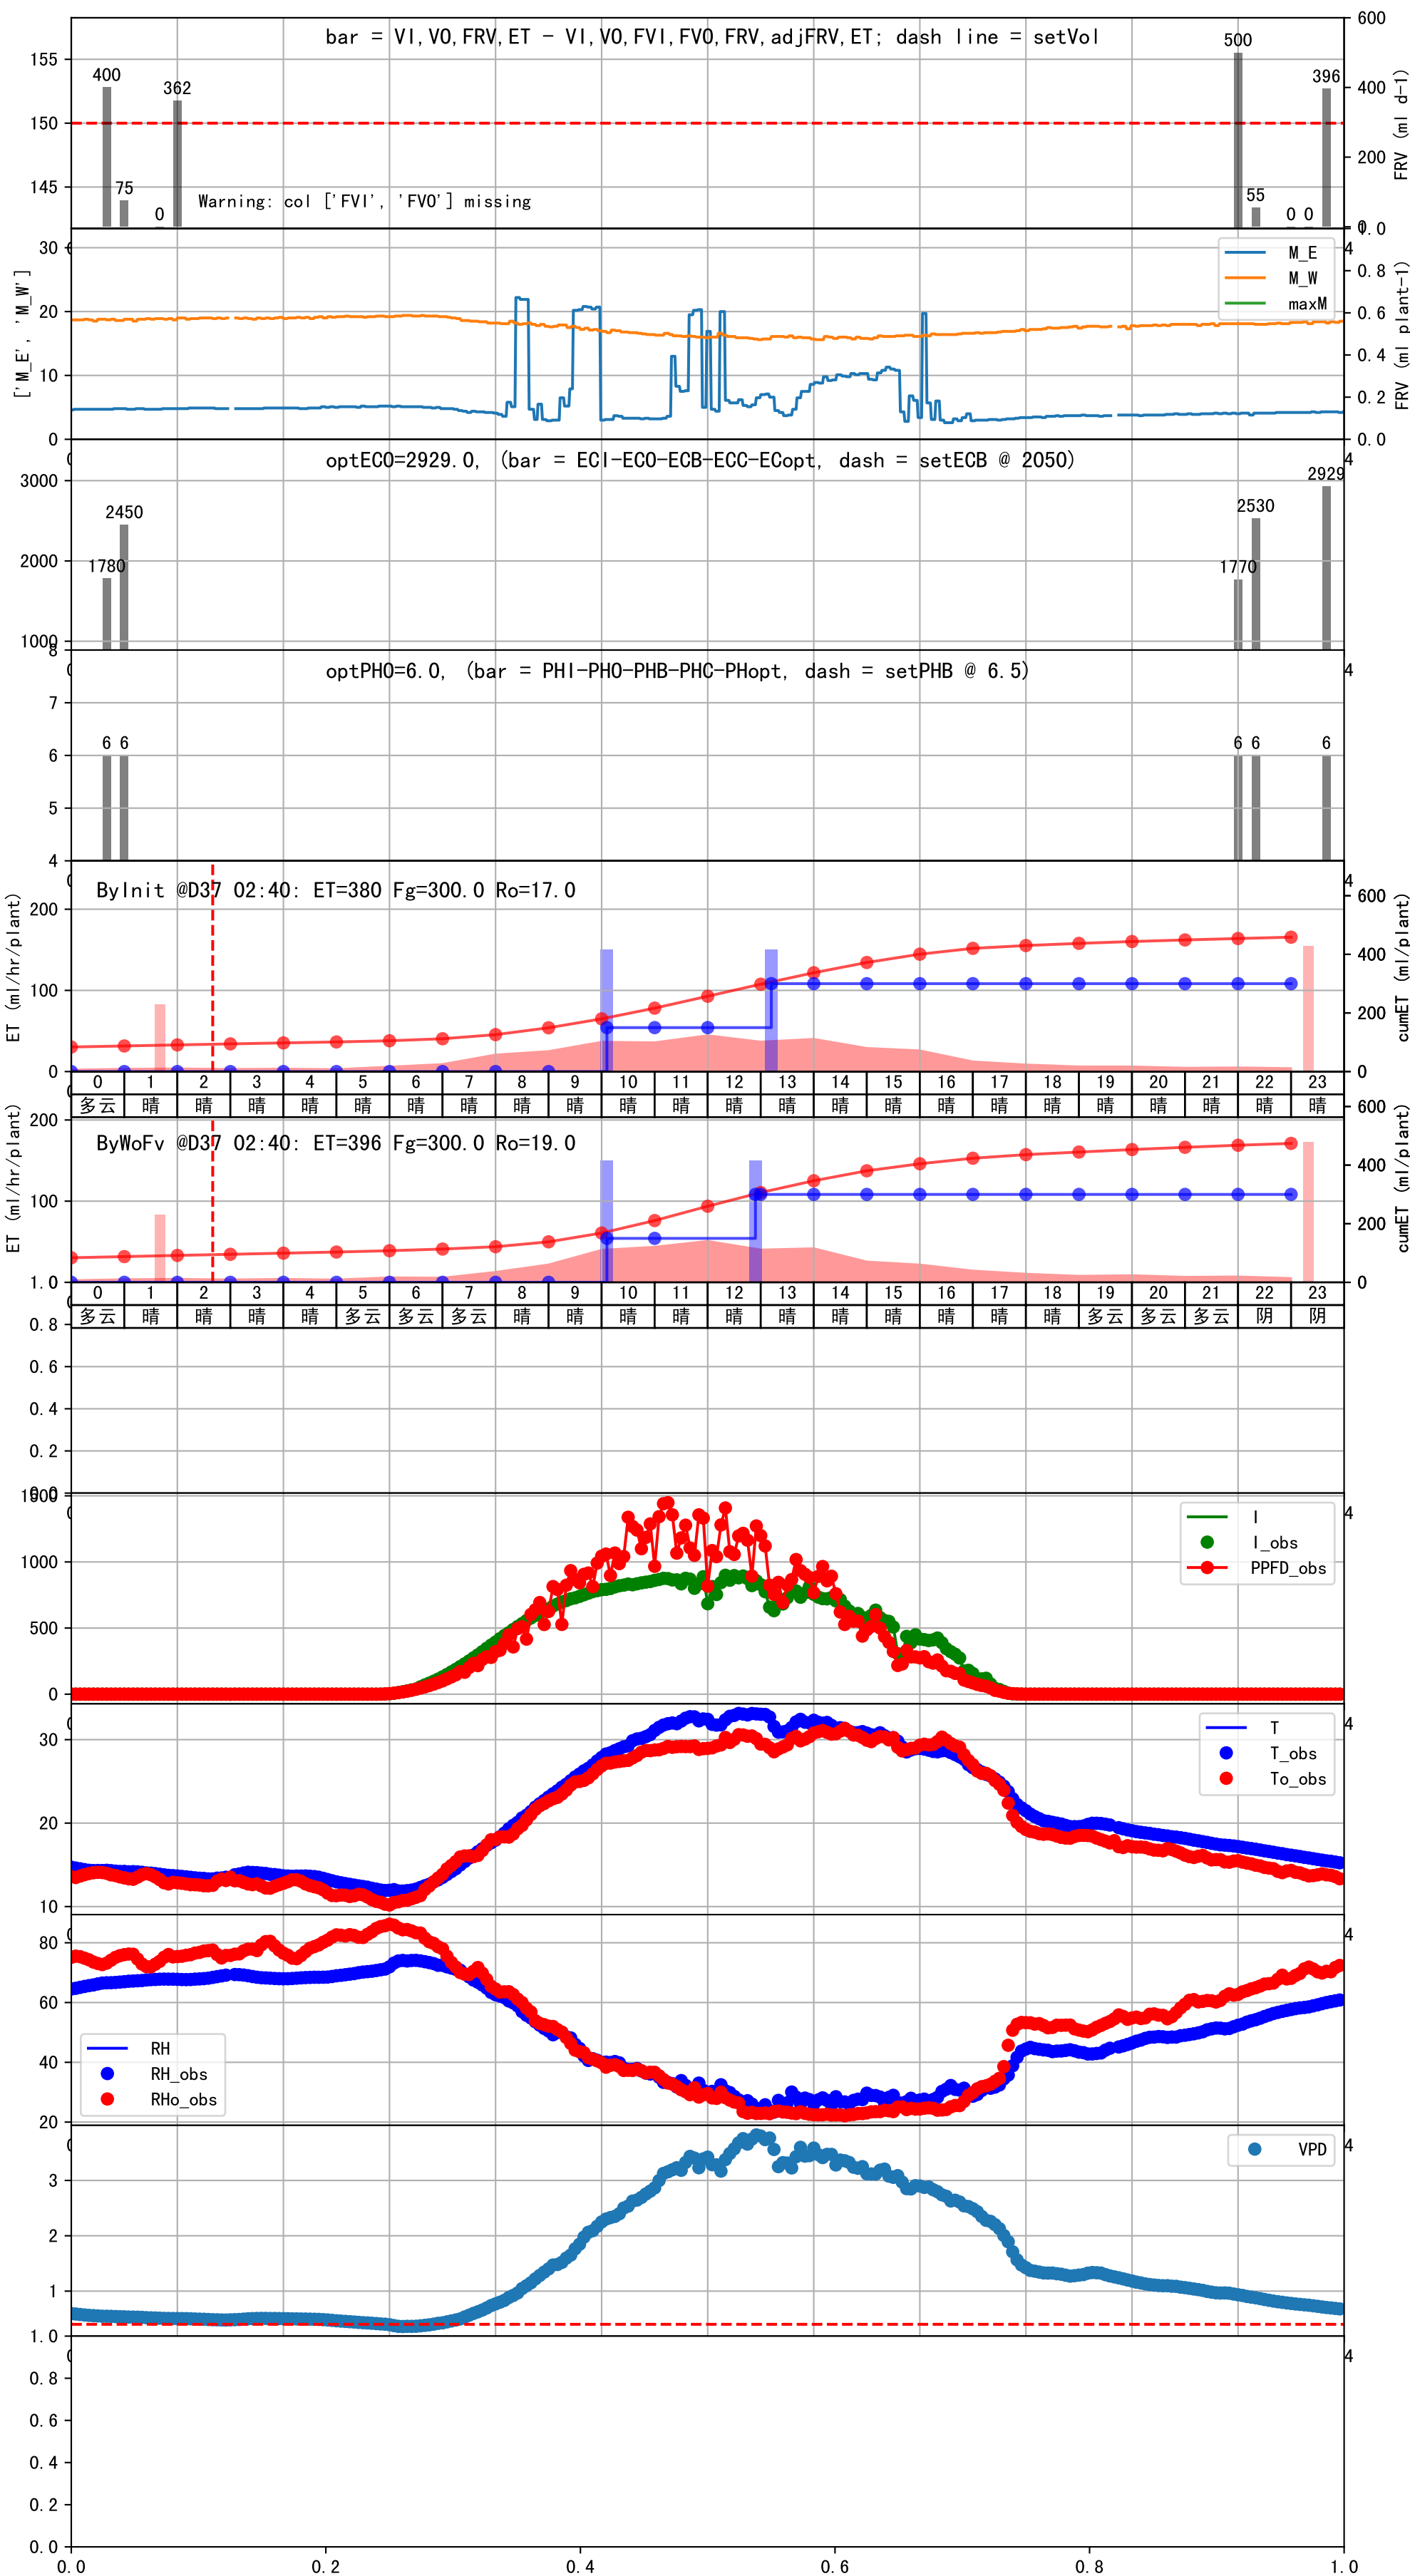 bar = VI,VO,FRV,ET - VI,VO,FVI,FVO,FRV,adjFRV,ET; dash line = setVol
155
150
145
400
75
0
362
Warning: col ['FVI', 'FVO'] missing
500
55
0
0
396
600
400
200
FRV (ml d-1)
['M_E', 'M_W']
30
20
10
0
M_E
M_W
maxM
1.0
0.8
0.6
0.4
0.2
0.0
FRV (ml plant-1)
optECO=2929.0, (bar = ECI-ECO-ECB-ECC-ECopt, dash = setECB @ 2050)
3000
2000
1000
1780
2450
1770
2530
2929
optPHO=6.0, (bar = PHI-PHO-PHB-PHC-PHopt, dash = setPHB @ 6.5)
8
7
6
5
4
6 6
6 6
6
ByInit @D37 02:40: ET=380 Fg=300.0 Ro=17.0
ET (ml/hr/plant)
200
100
0
600
400
200
0
cumET (ml/plant)
0 1 2 3 4 5 6 7 8 9 10 11 12 13 14 15 16 17 18 19 20 21 22 23
多云 晴 晴 晴 晴 晴 晴 晴 晴 晴 晴 晴 晴 晴 晴 晴 晴 晴 晴 晴 晴 晴 晴 晴
ByWoFv @D37 02:40: ET=396 Fg=300.0 Ro=19.0
ET (ml/hr/plant)
200
100
600
400
200
0
cumET (ml/plant)
0 1 2 3 4 5 6 7 8 9 10 11 12 13 14 15 16 17 18 19 20 21 22 23
多云 晴 晴 晴 晴 多云 多云 多云 晴 晴 晴 晴 晴 晴 晴 晴 晴 晴 晴 多云 多云 多云 阴 阴
1.0
0.8
0.6
0.4
0.2
1500
1000
500
0
I
I_obs
PPFD_obs
30
20
10
T
T_obs
To_obs
80
60
40
20
RH
RH_obs
RHo_obs
3
2
1
VPD
1.0
0.8
0.6
0.4
0.2
0.0
0.0 0.2 0.4 0.6 0.8 1.0